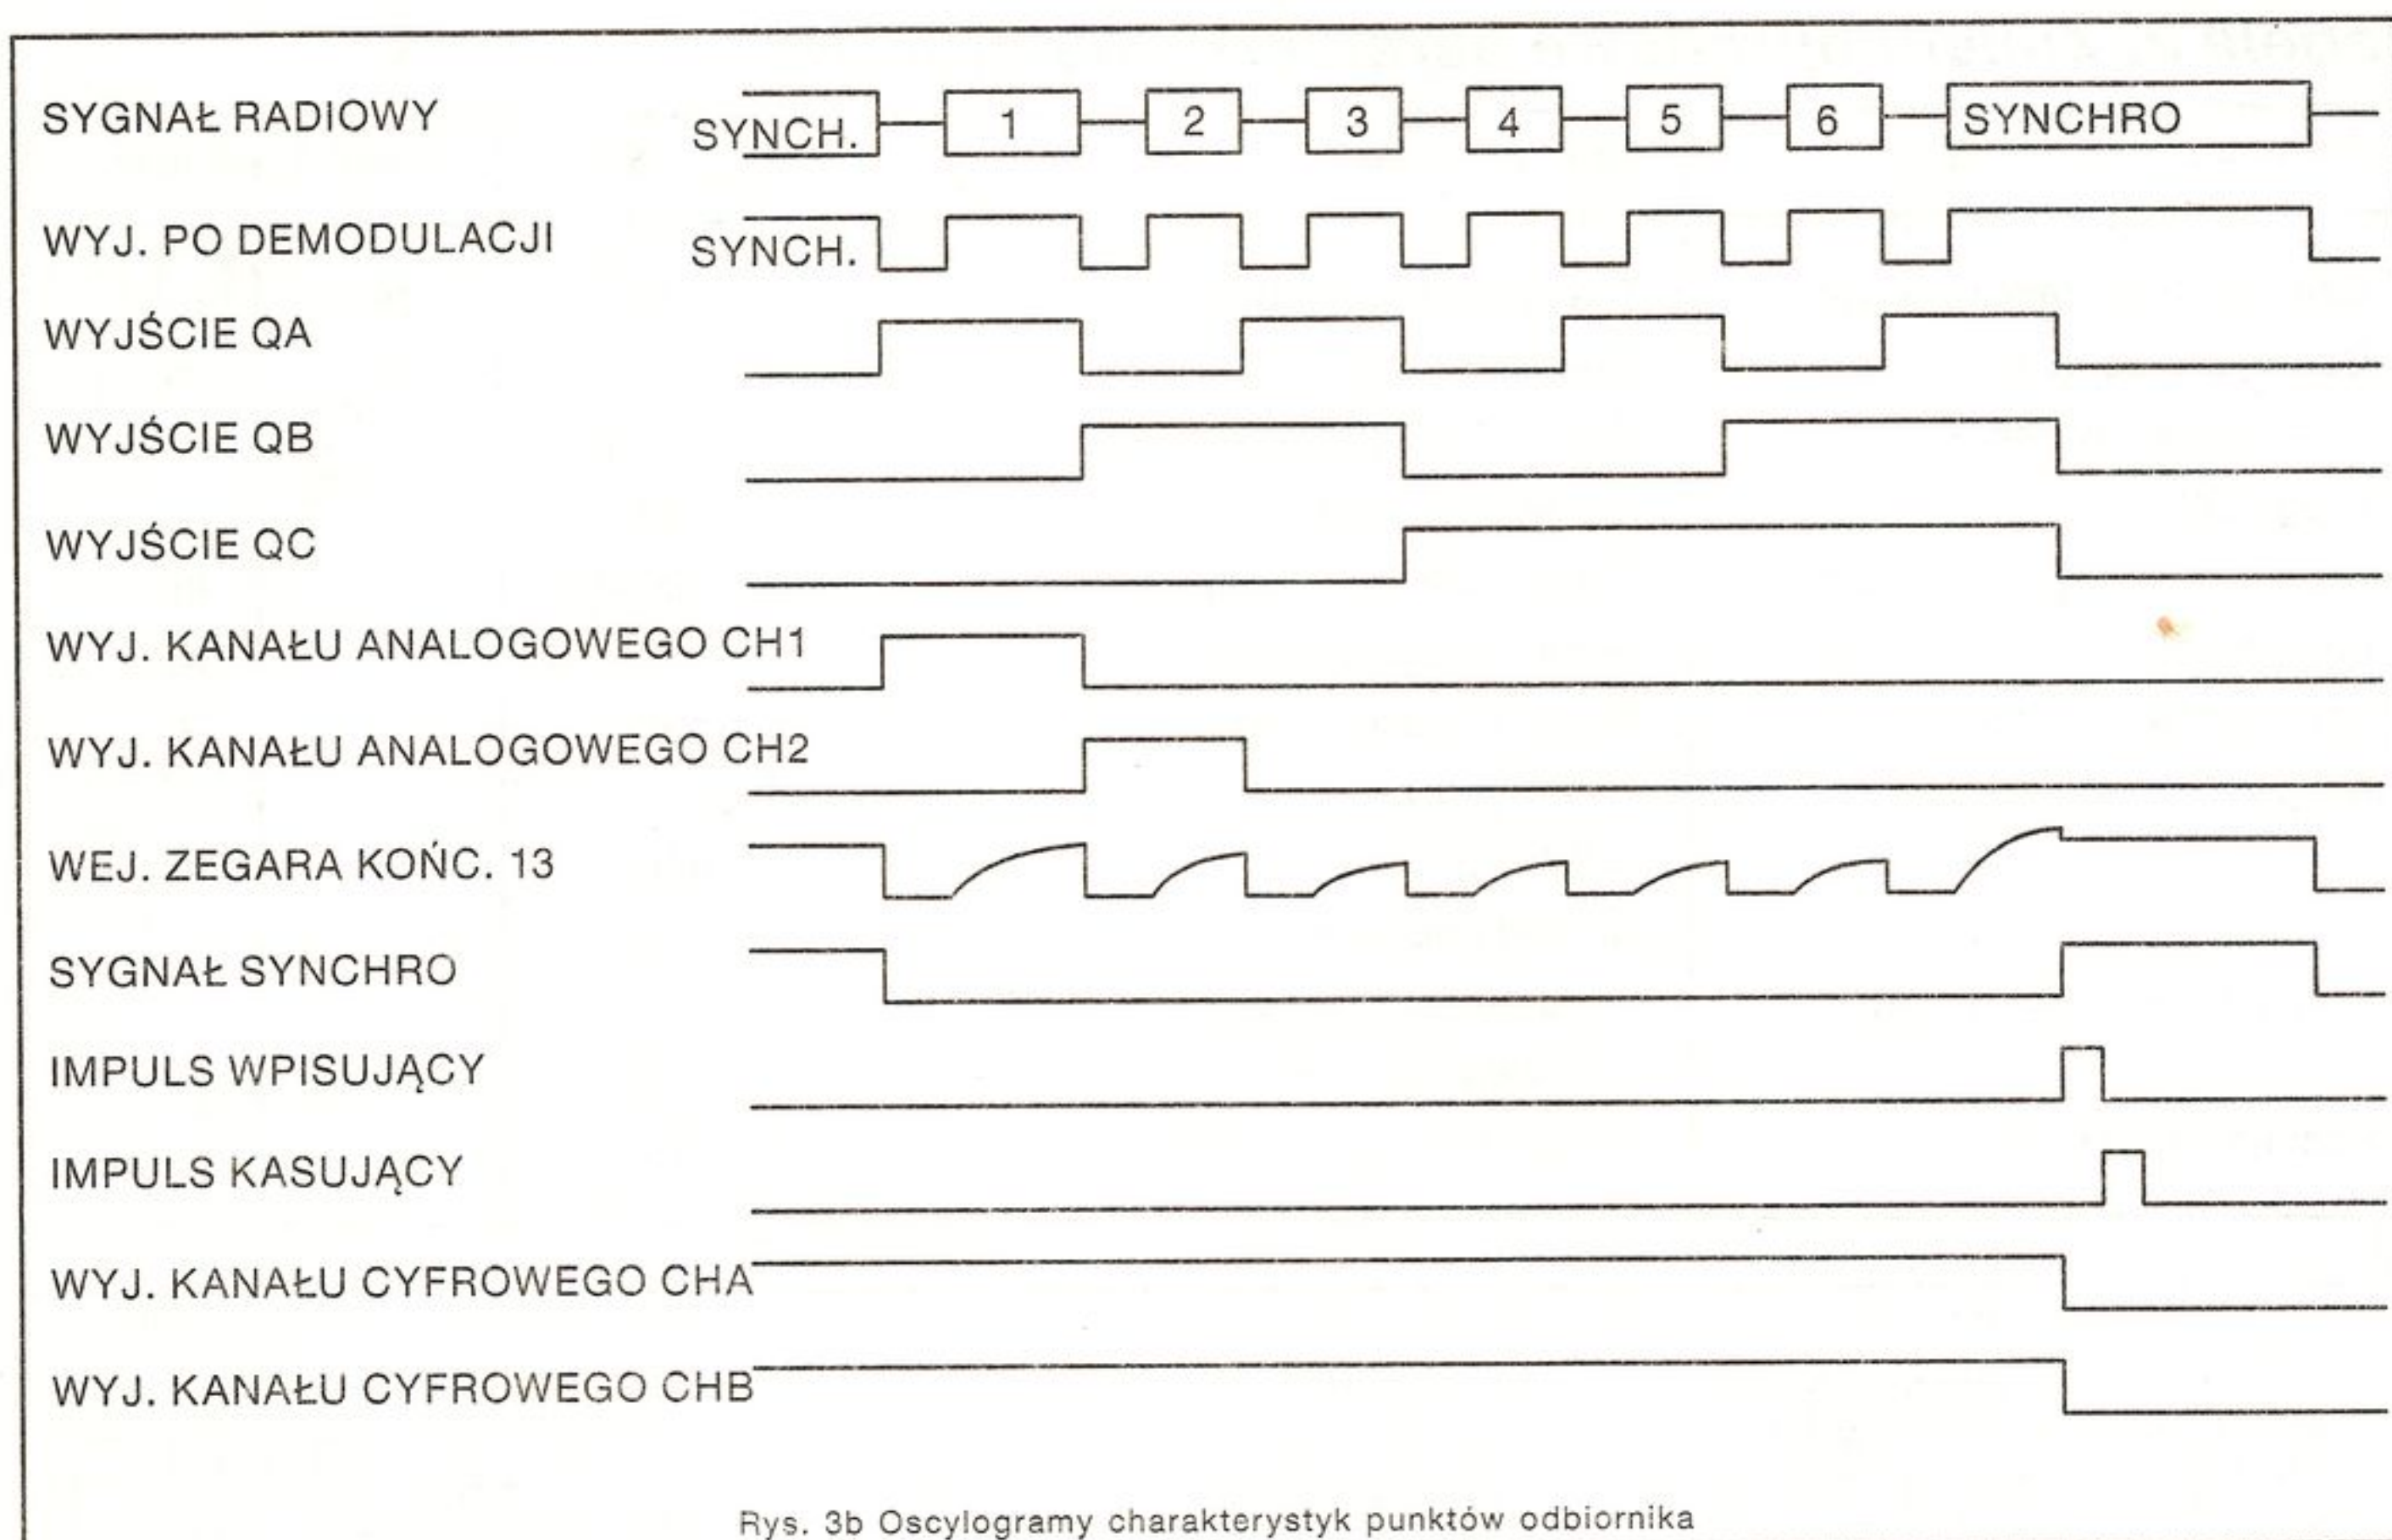 SYGNAŁ RADIOWY
SYNCH.
1
2
3
4
5
6
SYNCHRO
WYJ. PO DEMODULACJI
SYNCH.
WYJŚCIE QA
WYJŚCIE QB
WYJŚCIE QC
WYJ. KANAŁU ANALOGOWEGO CH1
WYJ. KANAŁU ANALOGOWEGO CH2
WEJ. ZEGARA KOŃC. 13
SYGNAŁ SYNCHRO
IMPULS WPISUJĄCY
IMPULS KASUJĄCY
WYJ. KANAŁU CYFROWEGO CHA
WYJ. KANAŁU CYFROWEGO CHB
Rys. 3b Oscylogramy charakterystyk punktów odbiornika